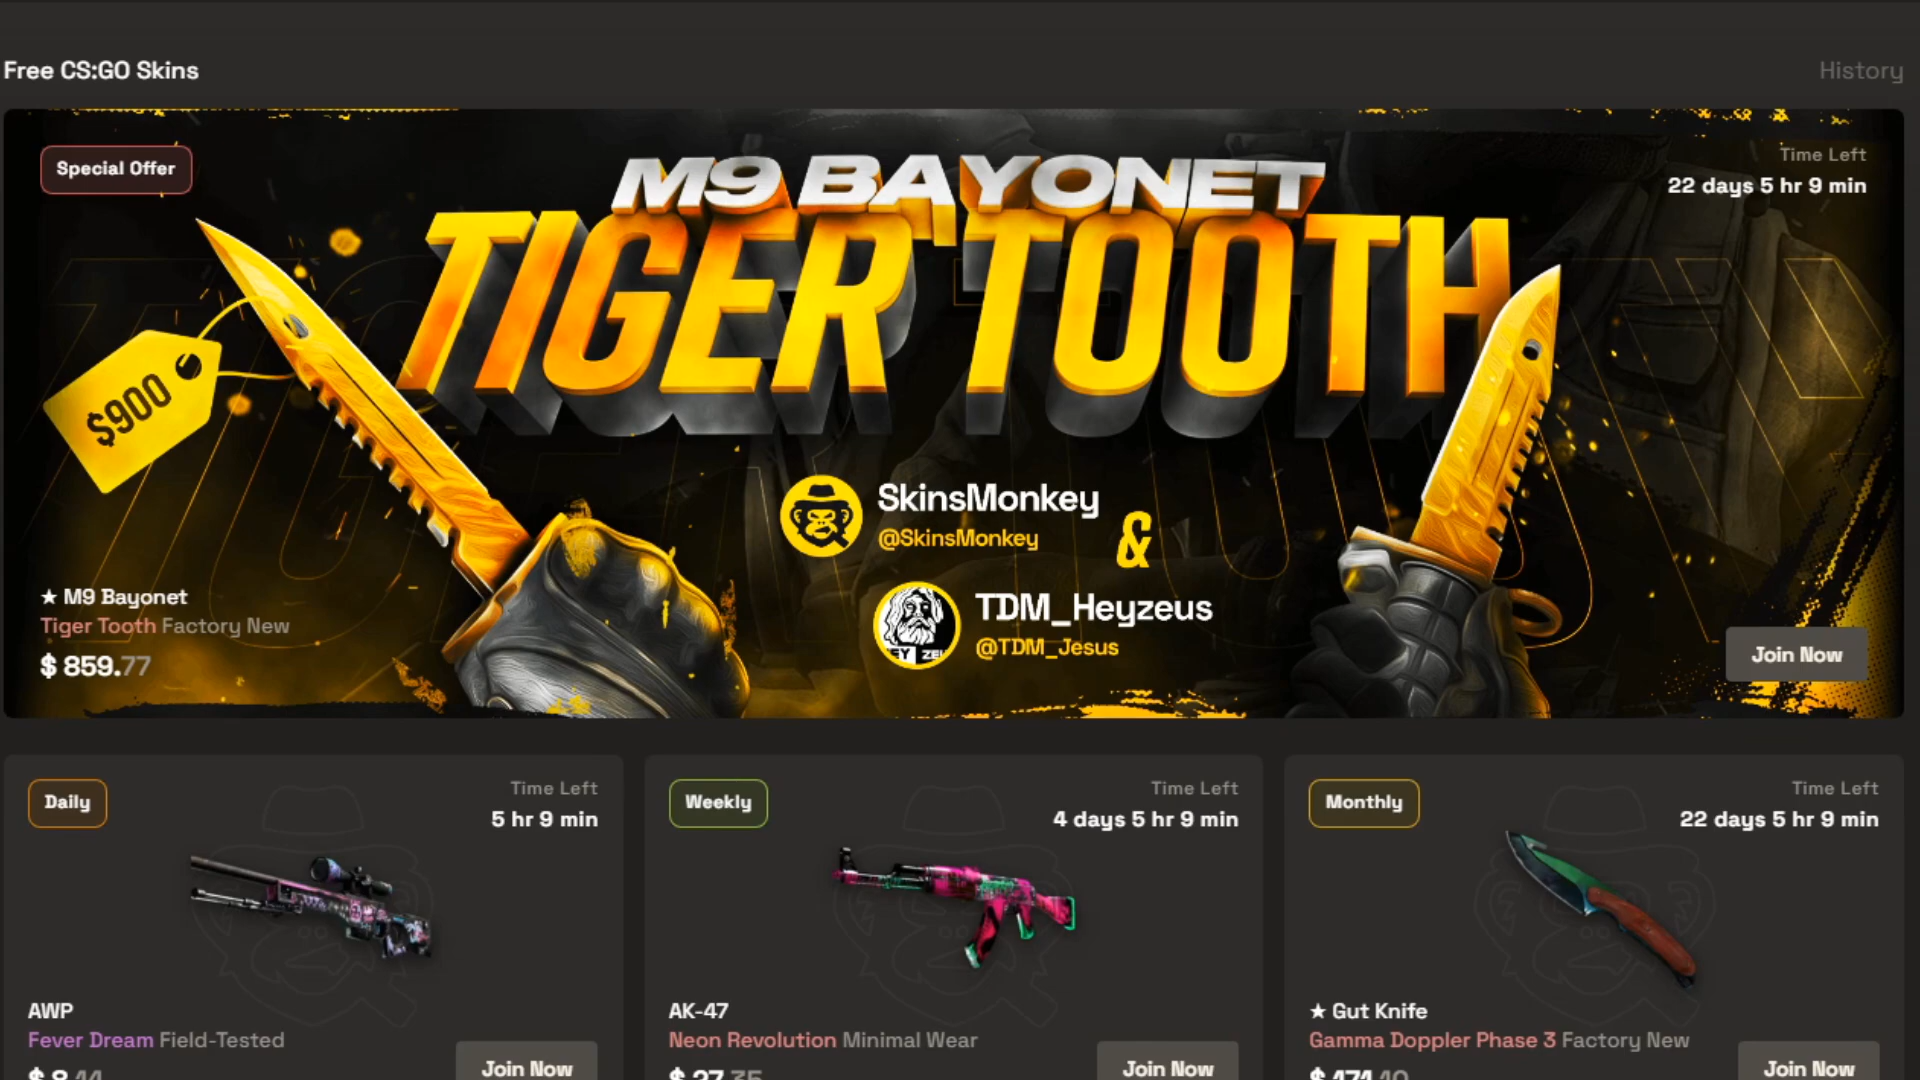 Free CS:GO Skins
History
Special Offer
Time Left
22 days 5 hr 9 min
M9 BAYONET
TIGER TOOTH
$900
SkinsMonkey
@SkinsMonkey
&
TDM_Heyzeus
@TDM_Jesus
★ M9 Bayonet
Tiger Tooth Factory New
$ 859.77
Join Now
Daily
Time Left
5 hr 9 min
AWP
Fever Dream Field-Tested
$ 8.44
Join Now
Weekly
Time Left
4 days 5 hr 9 min
AK-47
Neon Revolution Minimal Wear
$ 27.35
Join Now
Monthly
Time Left
22 days 5 hr 9 min
★ Gut Knife
Gamma Doppler Phase 3 Factory New
Join Now